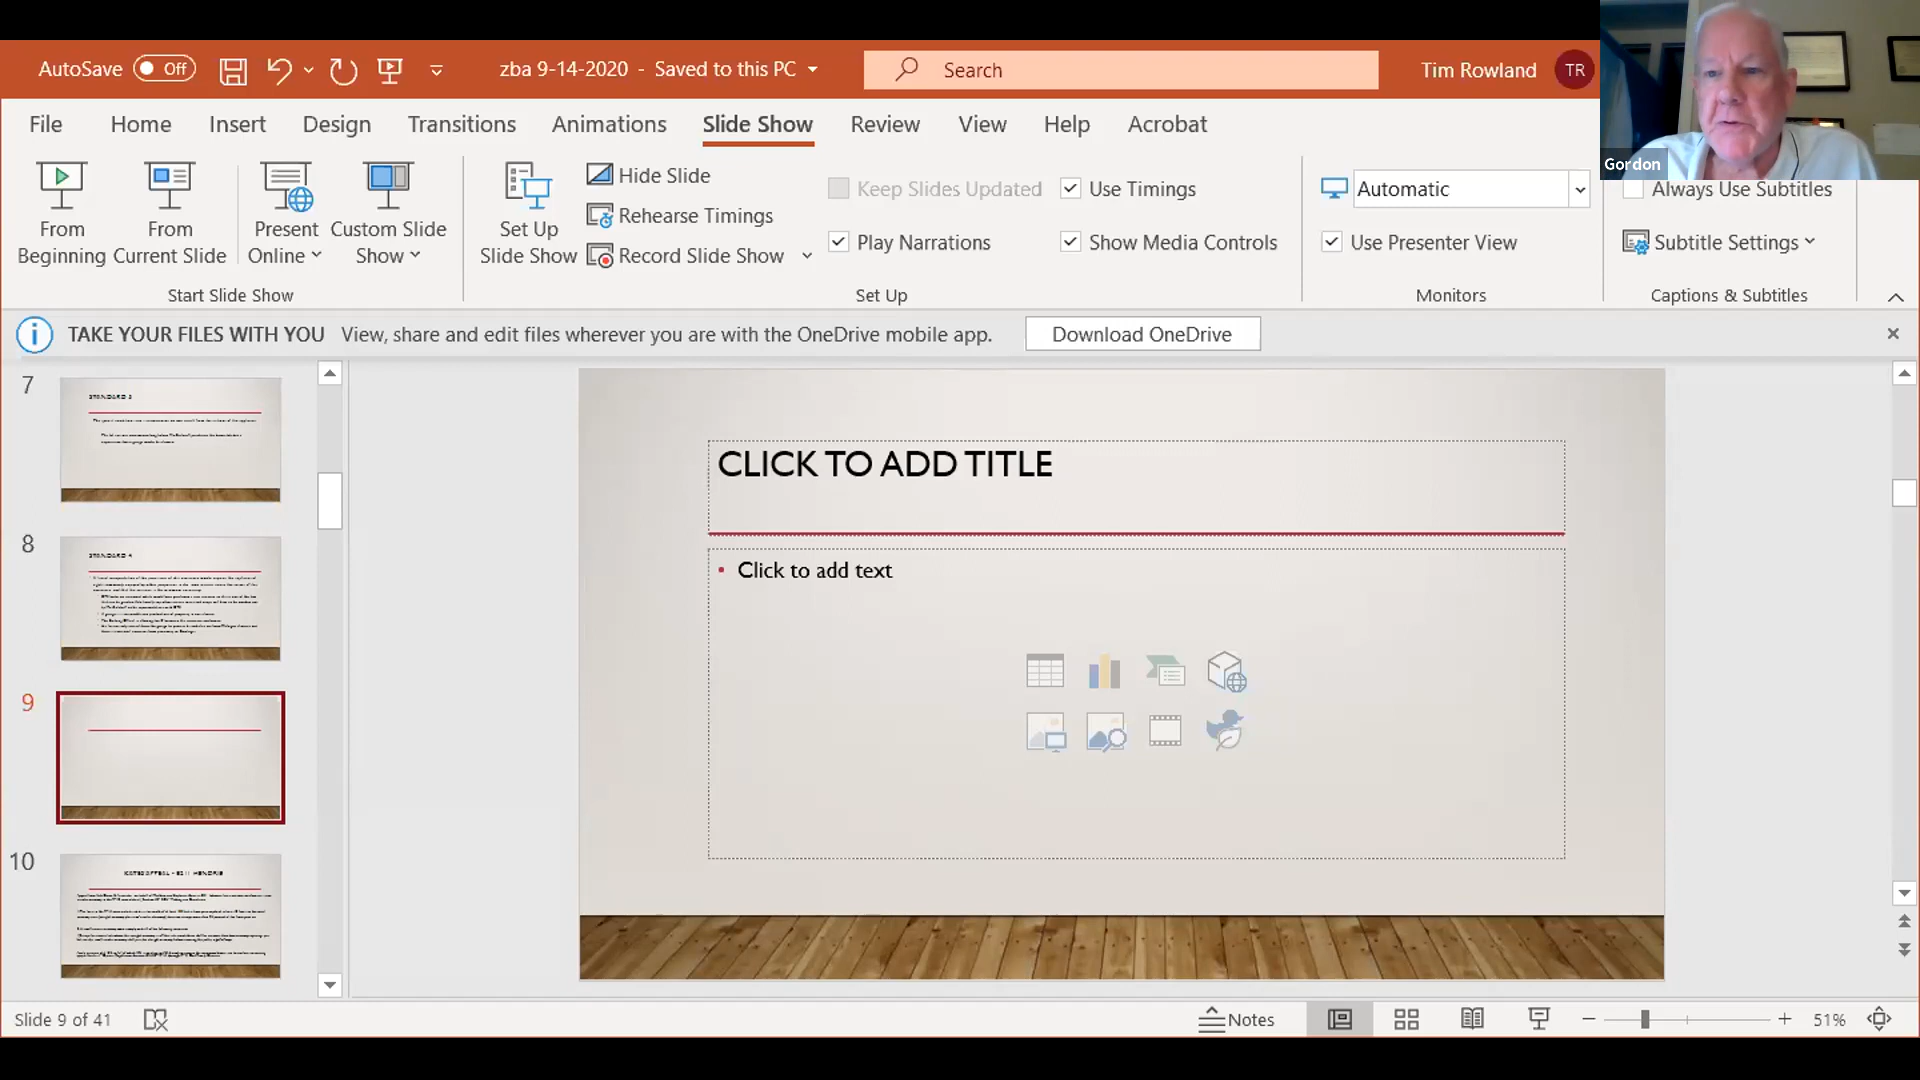 AutoSave Off
zba 9-14-2020 - Saved to this PC
Search
Tim Rowland TR
Gordon
File Home Insert Design Transitions Animations Slide Show Review View Help Acrobat
From Beginning
From Current Slide
Present Online
Custom Slide Show
Start Slide Show
Set Up Slide Show
Hide Slide
Rehearse Timings
Record Slide Show
Keep Slides Updated
Use Timings
Play Narrations
Show Media Controls
Set Up
Automatic
Use Presenter View
Monitors
Always Use Subtitles
Subtitle Settings
Captions & Subtitles
TAKE YOUR FILES WITH YOU View, share and edit files wherever you are with the OneDrive mobile app. Download OneDrive
7
STANDARD 3
8
STANDARD 4
9
10
CLICK TO ADD TITLE
• Click to add text
Slide 9 of 41
Notes
51%